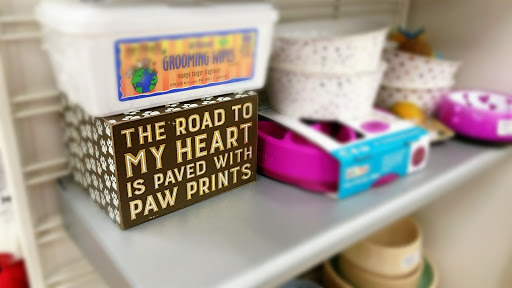 GROOMING WIPES
THE ROAD TO
MY HEART
IS PAVED WITH
PAW PRINTS